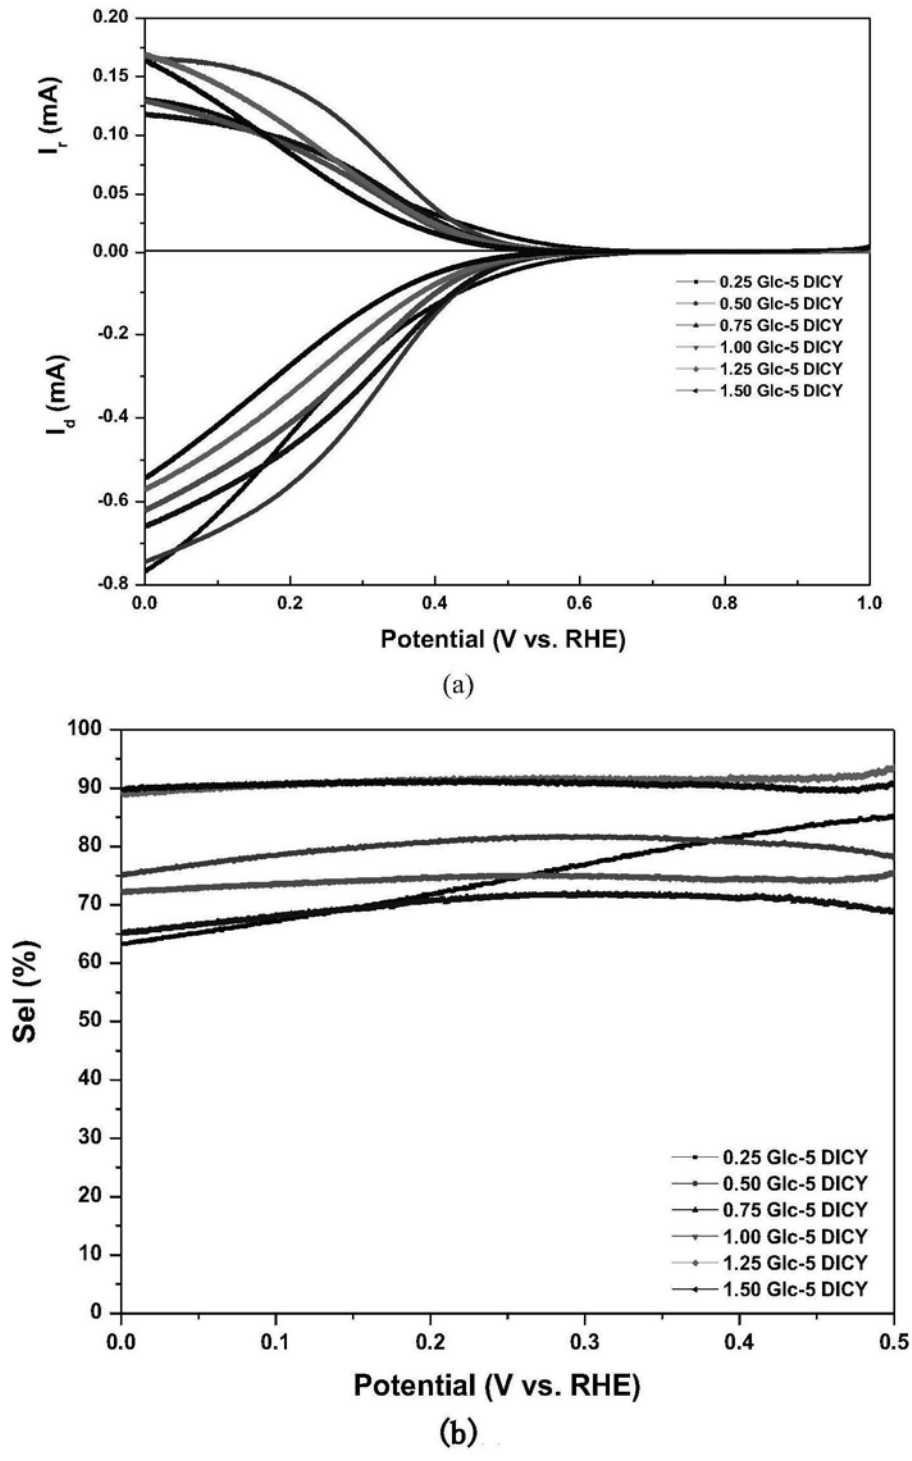 0.20
0.15
0.10
0.05
0.00
-0.2
-0.4
-0.6
-0.8
I_r (mA)
I_d (mA)
0.25 Glc-5 DICY
0.50 Glc-5 DICY
0.75 Glc-5 DICY
1.00 Glc-5 DICY
1.25 Glc-5 DICY
1.50 Glc-5 DICY
0.0 0.2 0.4 0.6 0.8 1.0
Potential (V vs. RHE)
(a)
100
90
80
70
60
50
40
30
20
10
0
Sel (%)
0.25 Glc-5 DICY
0.50 Glc-5 DICY
0.75 Glc-5 DICY
1.00 Glc-5 DICY
1.25 Glc-5 DICY
1.50 Glc-5 DICY
0.0 0.1 0.2 0.3 0.4 0.5
Potential (V vs. RHE)
(b)